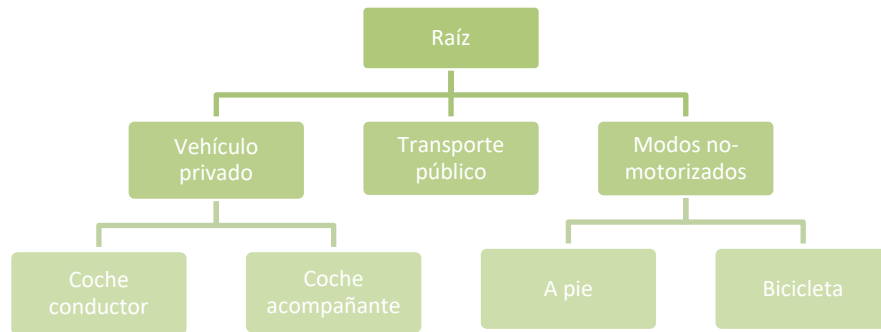 Raíz
Vehículo
privado
Transporte
público
Modos no-
motorizados
Coche
conductor
Coche
acompañante
A pie
Bicicleta